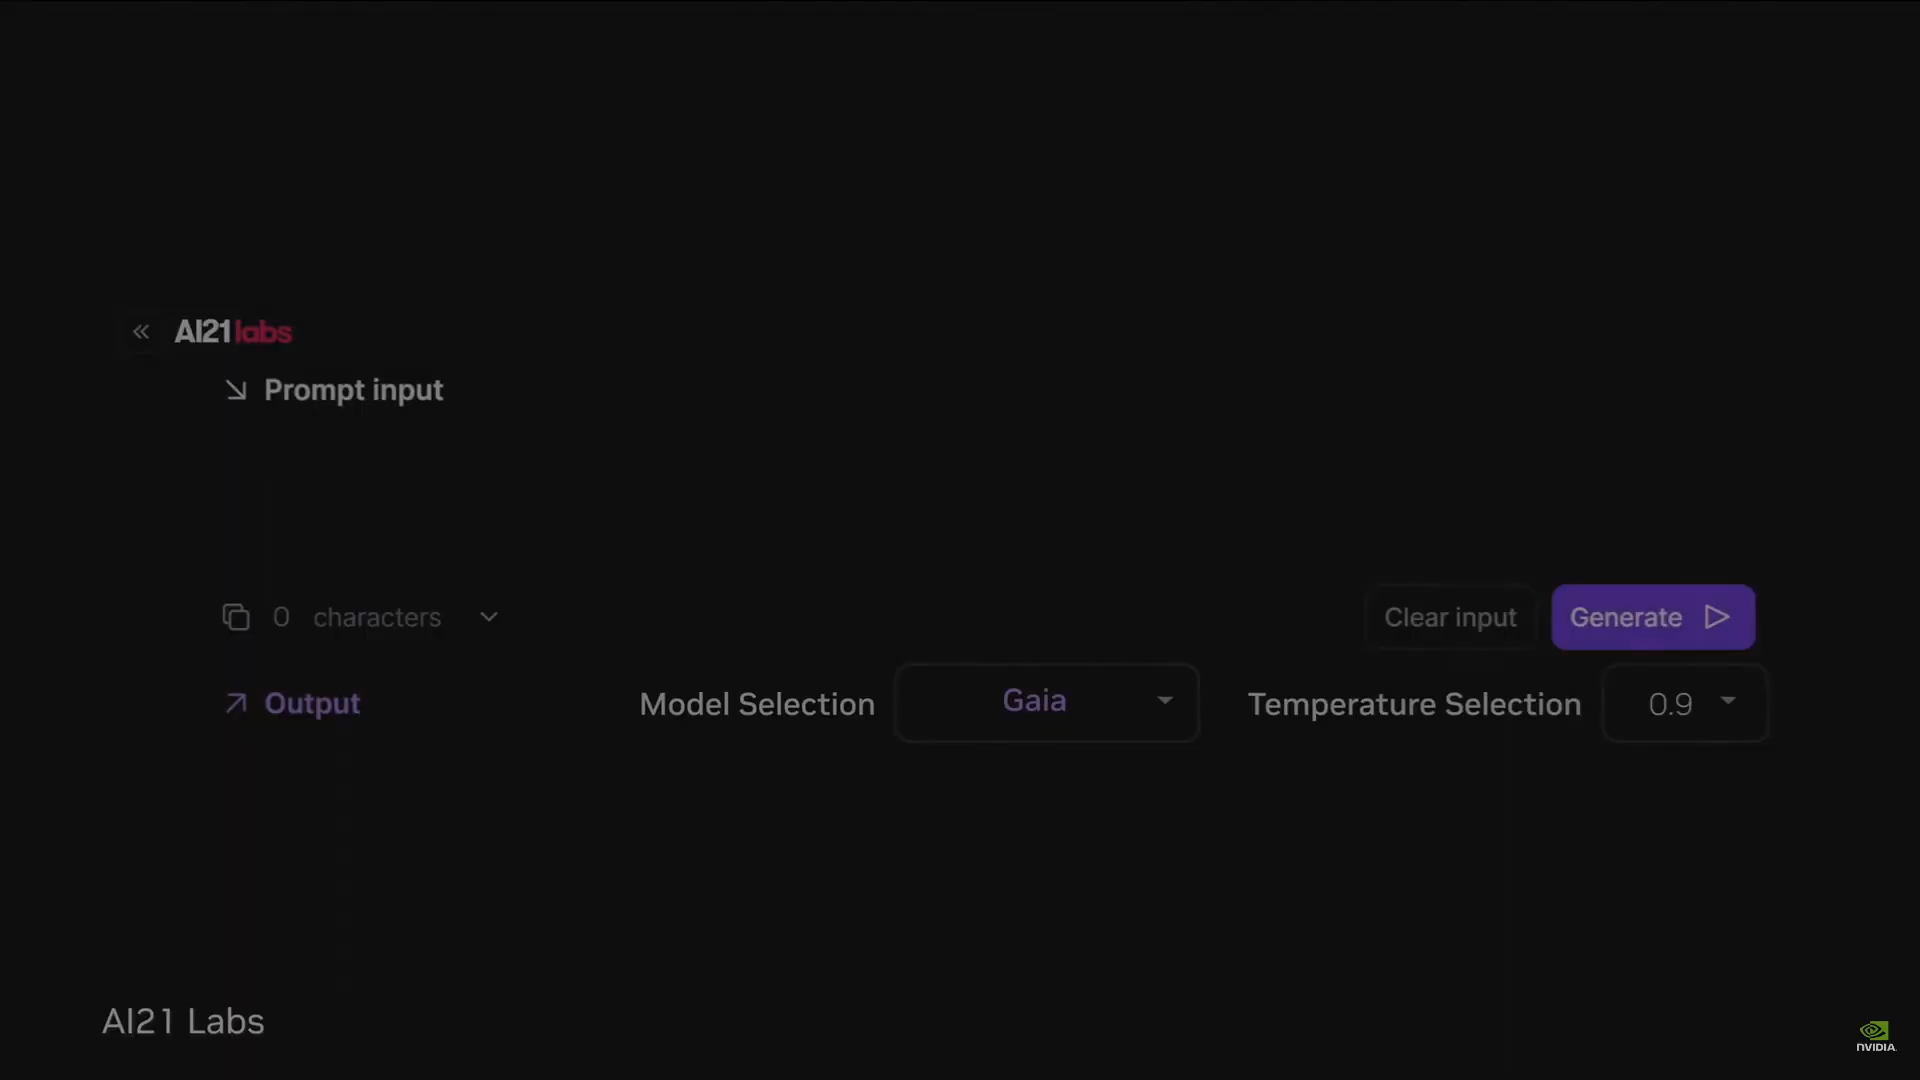 AI21labs
Prompt input
0 characters
Clear input
Generate
Output
Model Selection
Gaia
Temperature Selection
0.9
AI21 Labs
NVIDIA